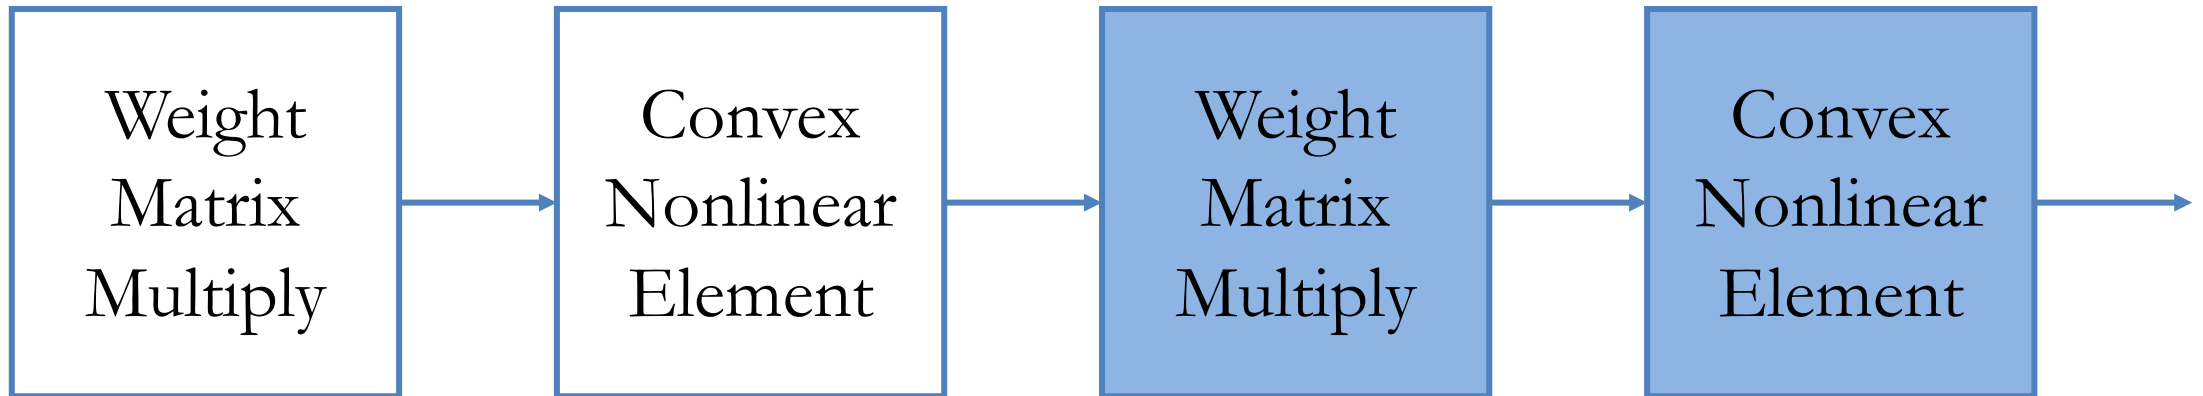 Weight
Matrix
Multiply
Convex
Nonlinear
Element
Weight
Matrix
Multiply
Convex
Nonlinear
Element